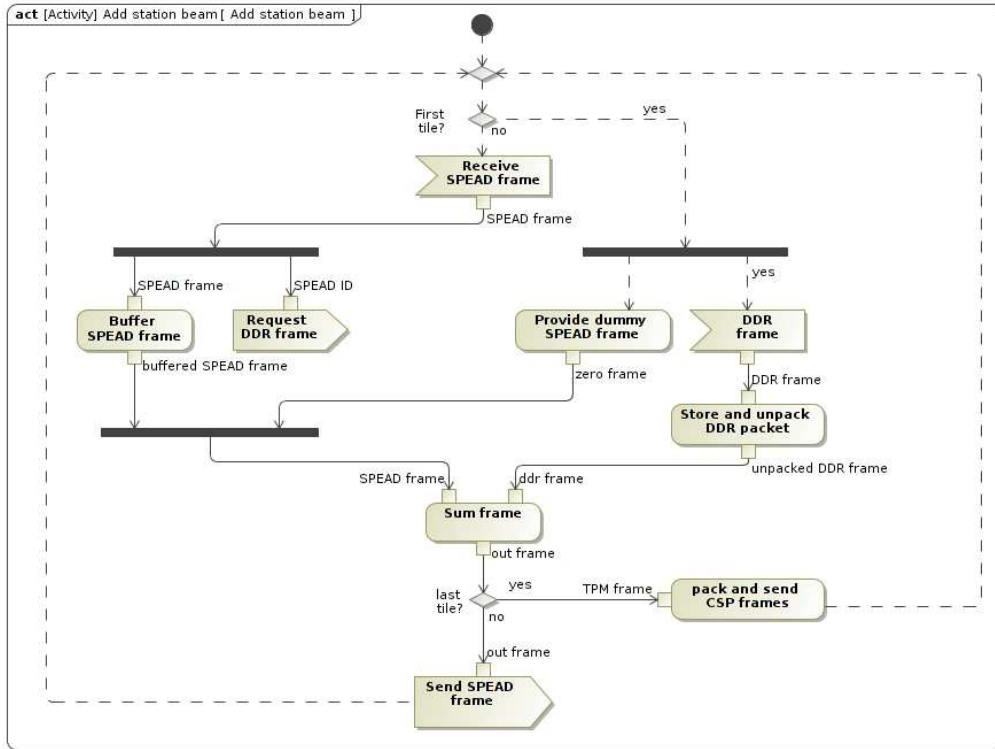 act [Activity] Add station beam [ Add station beam ]
First
tile?
yes
no
Receive
SPEAD frame
SPEAD frame
SPEAD frame
SPEAD ID
yes
Buffer
SPEAD frame
Request
DDR frame
Provide dummy
SPEAD frame
DDR
frame
buffered SPEAD frame
zero frame
DDR frame
Store and unpack
DDR packet
SPEAD frame
ddr frame
unpacked DDR frame
Sum frame
out frame
last
tile?
yes
TPM frame
pack and send
CSP frames
no
out frame
Send SPEAD
frame